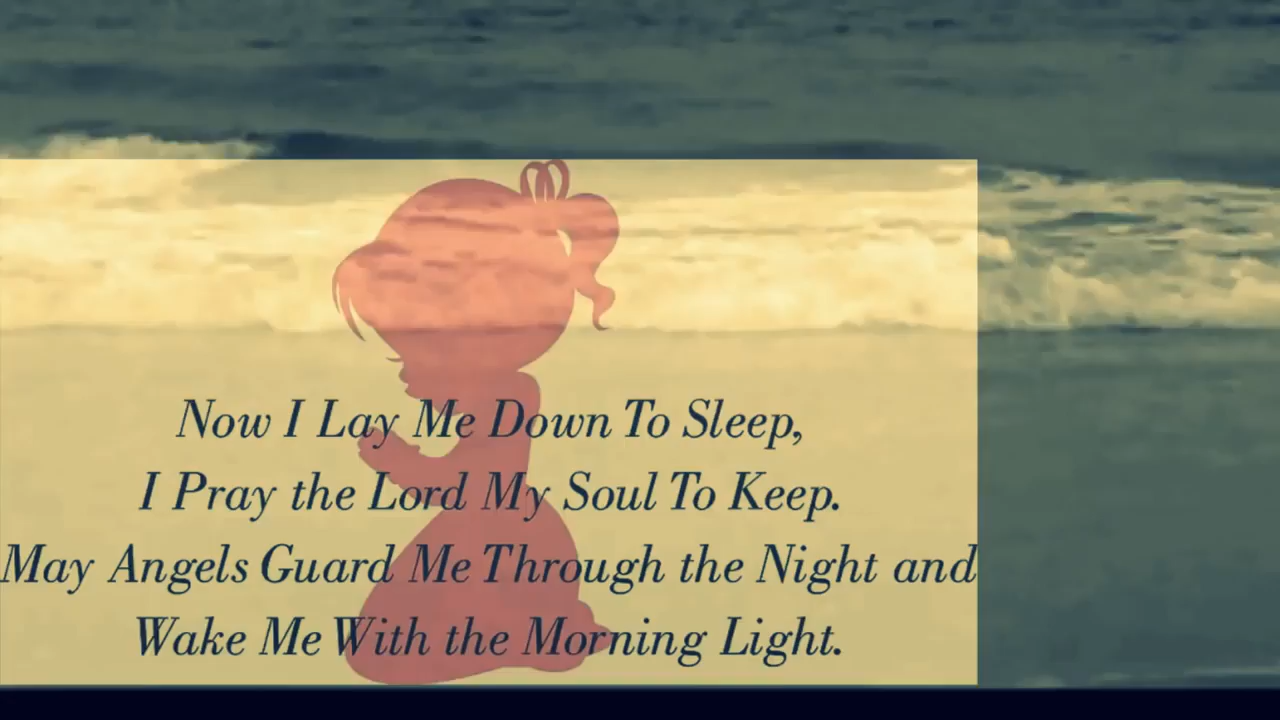 Now I Lay Me Down To Sleep,
I Pray the Lord My Soul To Keep.
May Angels Guard Me Through the Night and
Wake Me With the Morning Light.